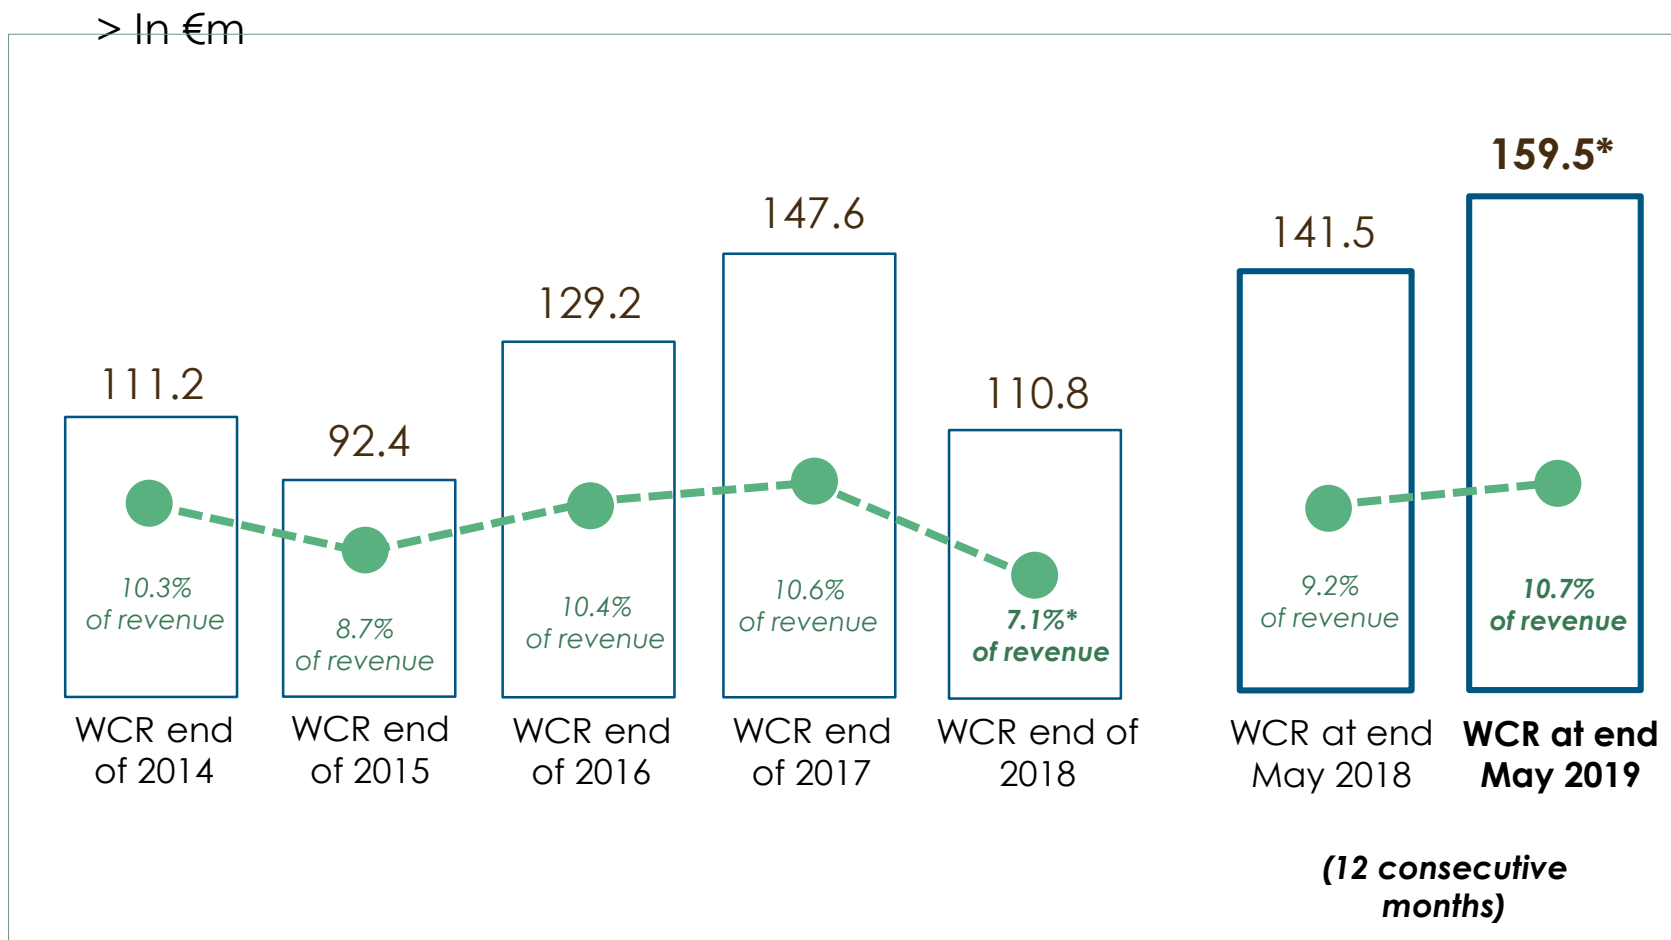 > In €m
111.2
92.4
129.2
147.6
110.8
141.5
159.5*
10.3%
of revenue
8.7%
of revenue
10.4%
of revenue
10.6%
of revenue
7.1%*
of revenue
9.2%
of revenue
10.7%
of revenue
WCR end
of 2014
WCR end
of 2015
WCR end
of 2016
WCR end
of 2017
WCR end of
2018
WCR at end
May 2018
WCR at end
May 2019
(12 consecutive
months)